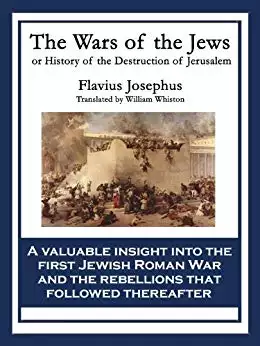 The Wars of the Jews
or History of the Destruction of Jerusalem
Flavius Josephus
Translated by William Whiston
A VALUABLE INSIGHT INTO THE
FIRST JEWISH ROMAN WAR
AND THE REBELLIONS THAT
FOLLOWED THEREAFTER